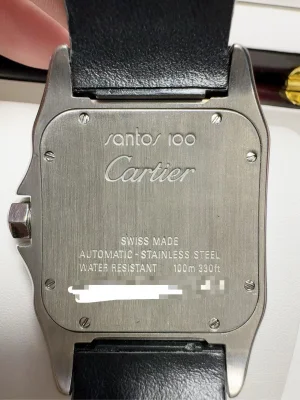 santos 100
Cartier
SWISS MADE
AUTOMATIC - STAINLESS STEEL
WATER RESISTANT 100m 330ft